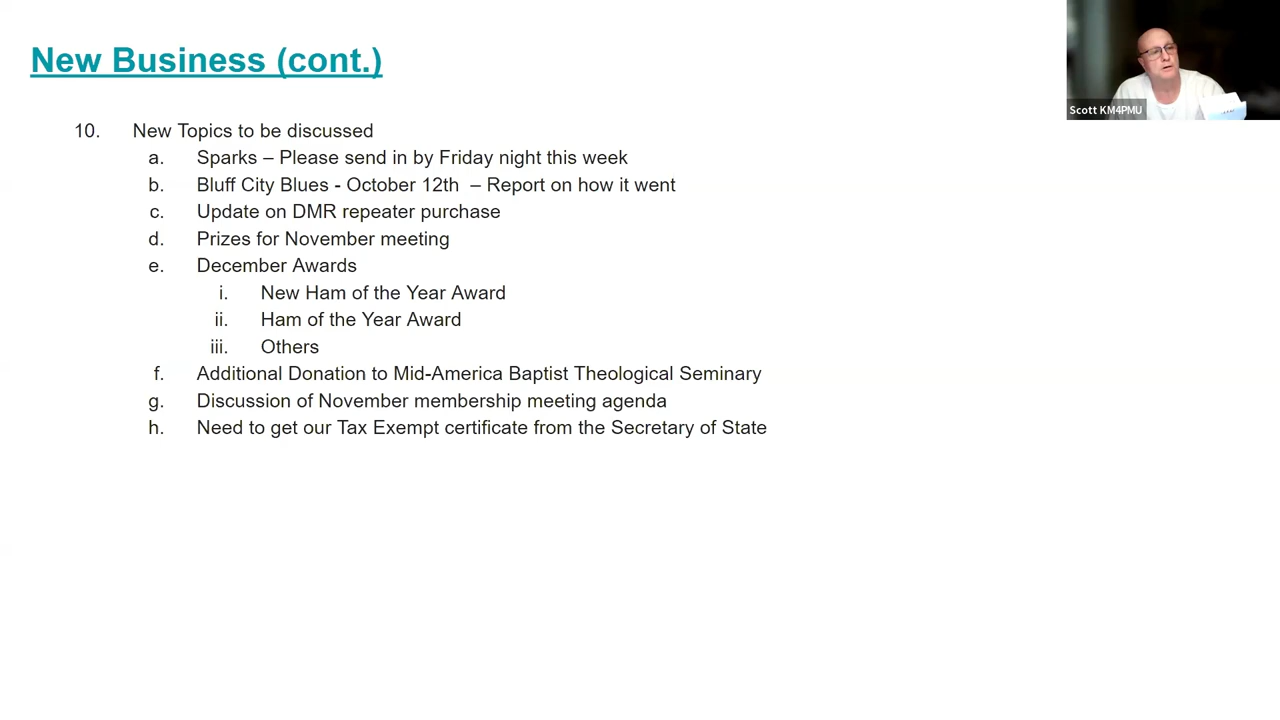 New Business (cont.)
Scott KM4PMU
10. New Topics to be discussed
a. Sparks – Please send in by Friday night this week
b. Bluff City Blues - October 12th – Report on how it went
c. Update on DMR repeater purchase
d. Prizes for November meeting
e. December Awards
i. New Ham of the Year Award
ii. Ham of the Year Award
iii. Others
f. Additional Donation to Mid-America Baptist Theological Seminary
g. Discussion of November membership meeting agenda
h. Need to get our Tax Exempt certificate from the Secretary of State